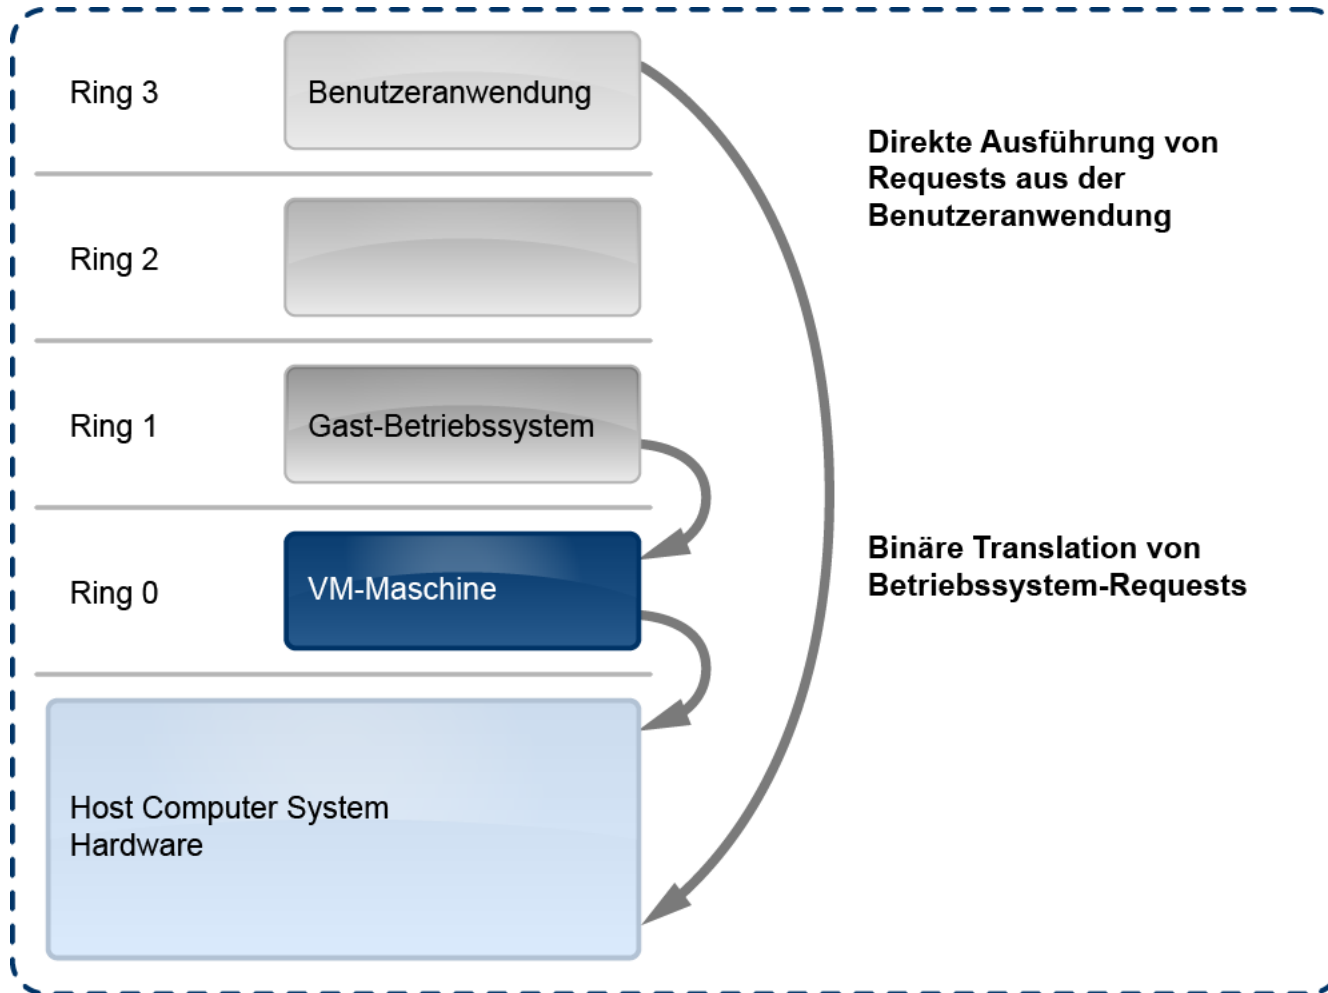 Ring 3
Benutzeranwendung
Direkte Ausführung von
Requests aus der
Benutzeranwendung
Ring 2
Ring 1
Gast-Betriebssystem
Ring 0
VM-Maschine
Binäre Translation von
Betriebssystem-Requests
Host Computer System
Hardware